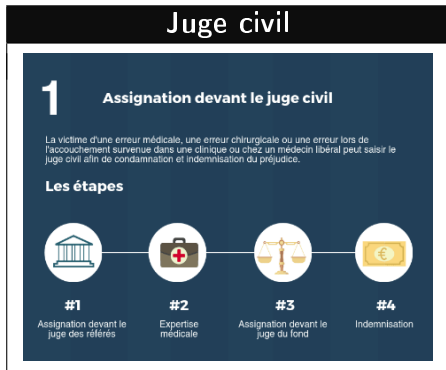 Juge civil
1
Assignation devant le juge civil
La victime d'une erreur médicale, une erreur chirurgicale ou une erreur lors de
l'accouchement survenue dans une clinique ou chez un médecin libéral peut saisir le
juge civil afin de condamnation et indemnisation du préjudice.
Les étapes
#1
Assignation devant le
juge des référés
#2
Expertise
médicale
#3
Assignation devant le
juge du fond
#4
Indemnisation